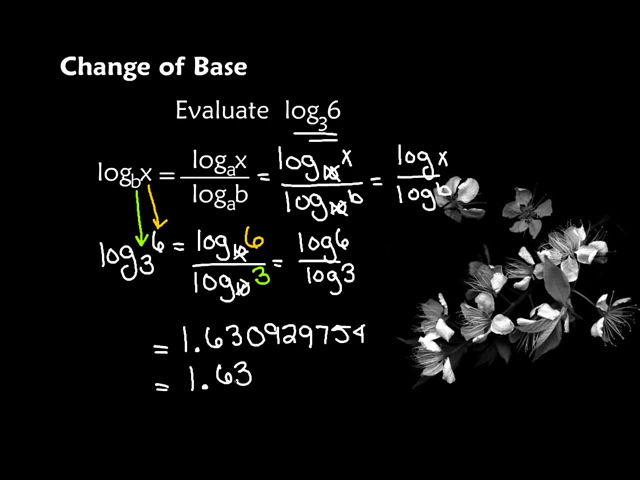 Change of Base
Evaluate log₃6
log_b x = log_a x / log_a b = log₁₀ x / log₁₀ b = log x / log b
log₃ 6 = log₁₀ 6 / log₁₀ 3 = log 6 / log 3
= 1.630929754
= 1.63